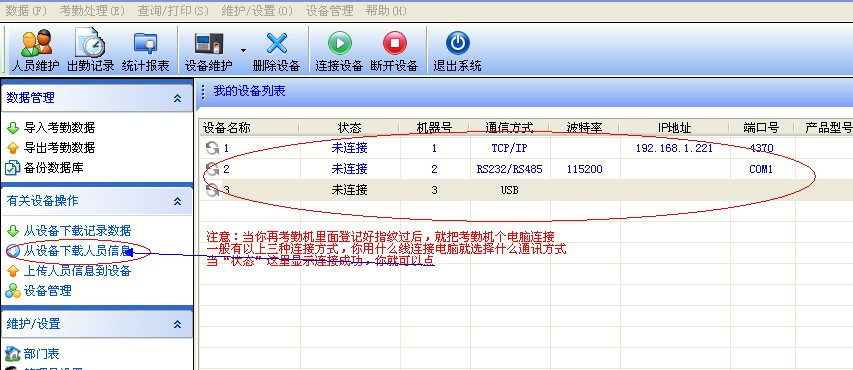 数据(F) 考勤处理(E) 查询/打印(S) 维护/设置(O) 设备管理 帮助(H)
人员维护 出勤记录 统计报表 设备维护 删除设备 连接设备 断开设备 退出系统
数据管理
导入考勤数据
导出考勤数据
备份数据库
有关设备操作
从设备下载记录数据
从设备下载人员信息
上传人员信息到设备
设备管理
维护/设置
部门表
我的设备列表
设备名称 状态 机器号 通信方式 波特率 IP地址 端口号 产品型号
1 未连接 1 TCP/IP 192.168.1.221 4370
2 未连接 2 RS232/RS485 115200 COM1
3 未连接 3 USB
注意：当你再考勤机里面登记好指纹过后，就把考勤机个电脑连接
一般有以上三种连接方式，你用什么线连接电脑就选择什么通讯方式
当“状态”这里显示连接成功，你就可以点